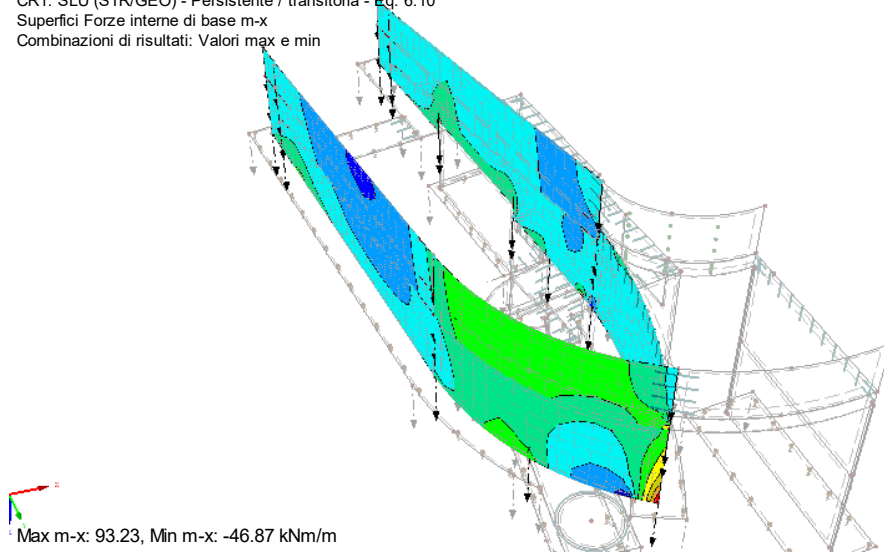 CR1: SLU (STR/GEO) - Persistente / transitoria - Eq. 6.10
Superfici Forze interne di base m-x
Combinazioni di risultati: Valori max e min
Max m-x: 93.23, Min m-x: -46.87 kNm/m